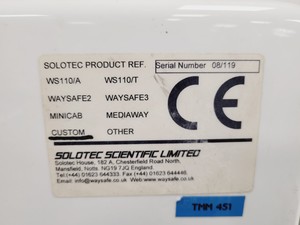 SOLOTEC PRODUCT REF.
Serial Number 08/119
WS110/A WS110/T
WAYSAFE2 WAYSAFE3
MINICAB MEDIAWAY
CUSTOM OTHER
CE
SOLOTEC SCIENTIFIC LIMITED
Solotec House, 182 A, Chesterfield Road North,
Mansfield, Notts. NG19 7JQ England.
Tel:(+44) 01623 644333. Fax (+44) 01623 644446.
Email:info@waysafe.co.uk Web:www.waysafe.co.uk
TMM 451